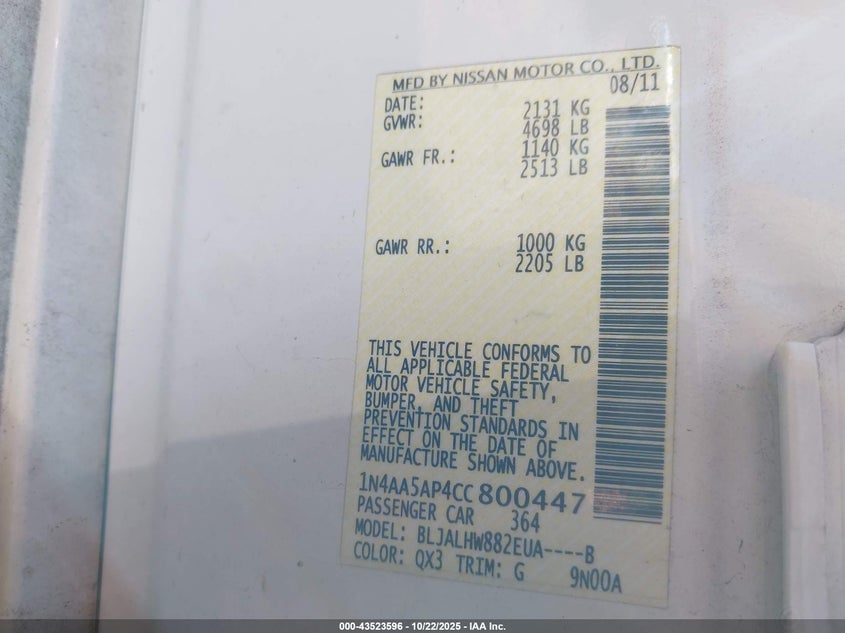 MFD BY NISSAN MOTOR CO., LTD.
DATE: 08/11
GVWR: 2131 KG
4698 LB
GAWR FR.: 1140 KG
2513 LB
GAWR RR.: 1000 KG
2205 LB
THIS VEHICLE CONFORMS TO
ALL APPLICABLE FEDERAL
MOTOR VEHICLE SAFETY,
BUMPER, AND THEFT
PREVENTION STANDARDS IN
EFFECT ON THE DATE OF
MANUFACTURE SHOWN ABOVE.
1N4AA5AP4CC800447
PASSENGER CAR 364
MODEL: BLJALHW882EUA----B
COLOR: QX3 TRIM: G 9N00A
000-43523596 - 10/22/2025 - IAA Inc.